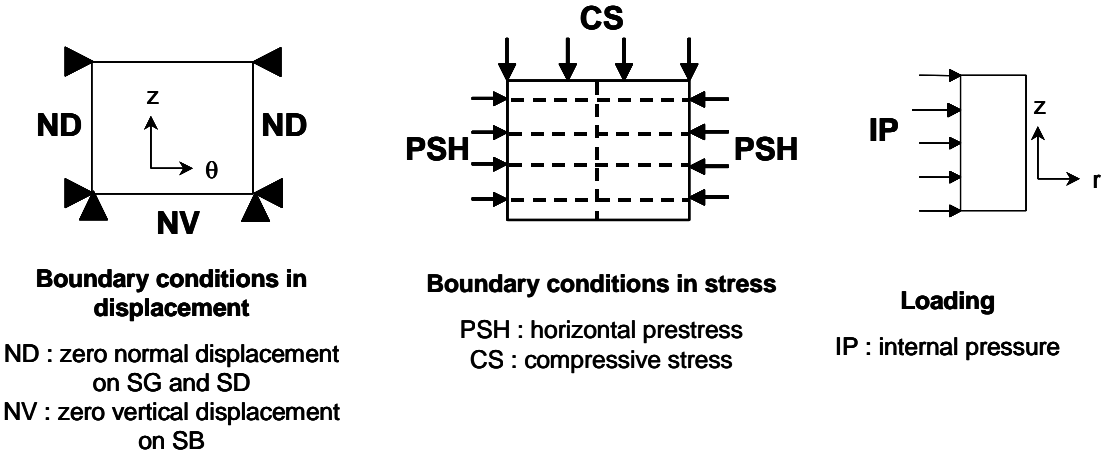 ND
z
θ
ND
NV
Boundary conditions in
displacement
ND : zero normal displacement
on SG and SD
NV : zero vertical displacement
on SB
CS
PSH
PSH
Boundary conditions in stress
PSH : horizontal prestress
CS : compressive stress
IP
z
r
Loading
IP : internal pressure